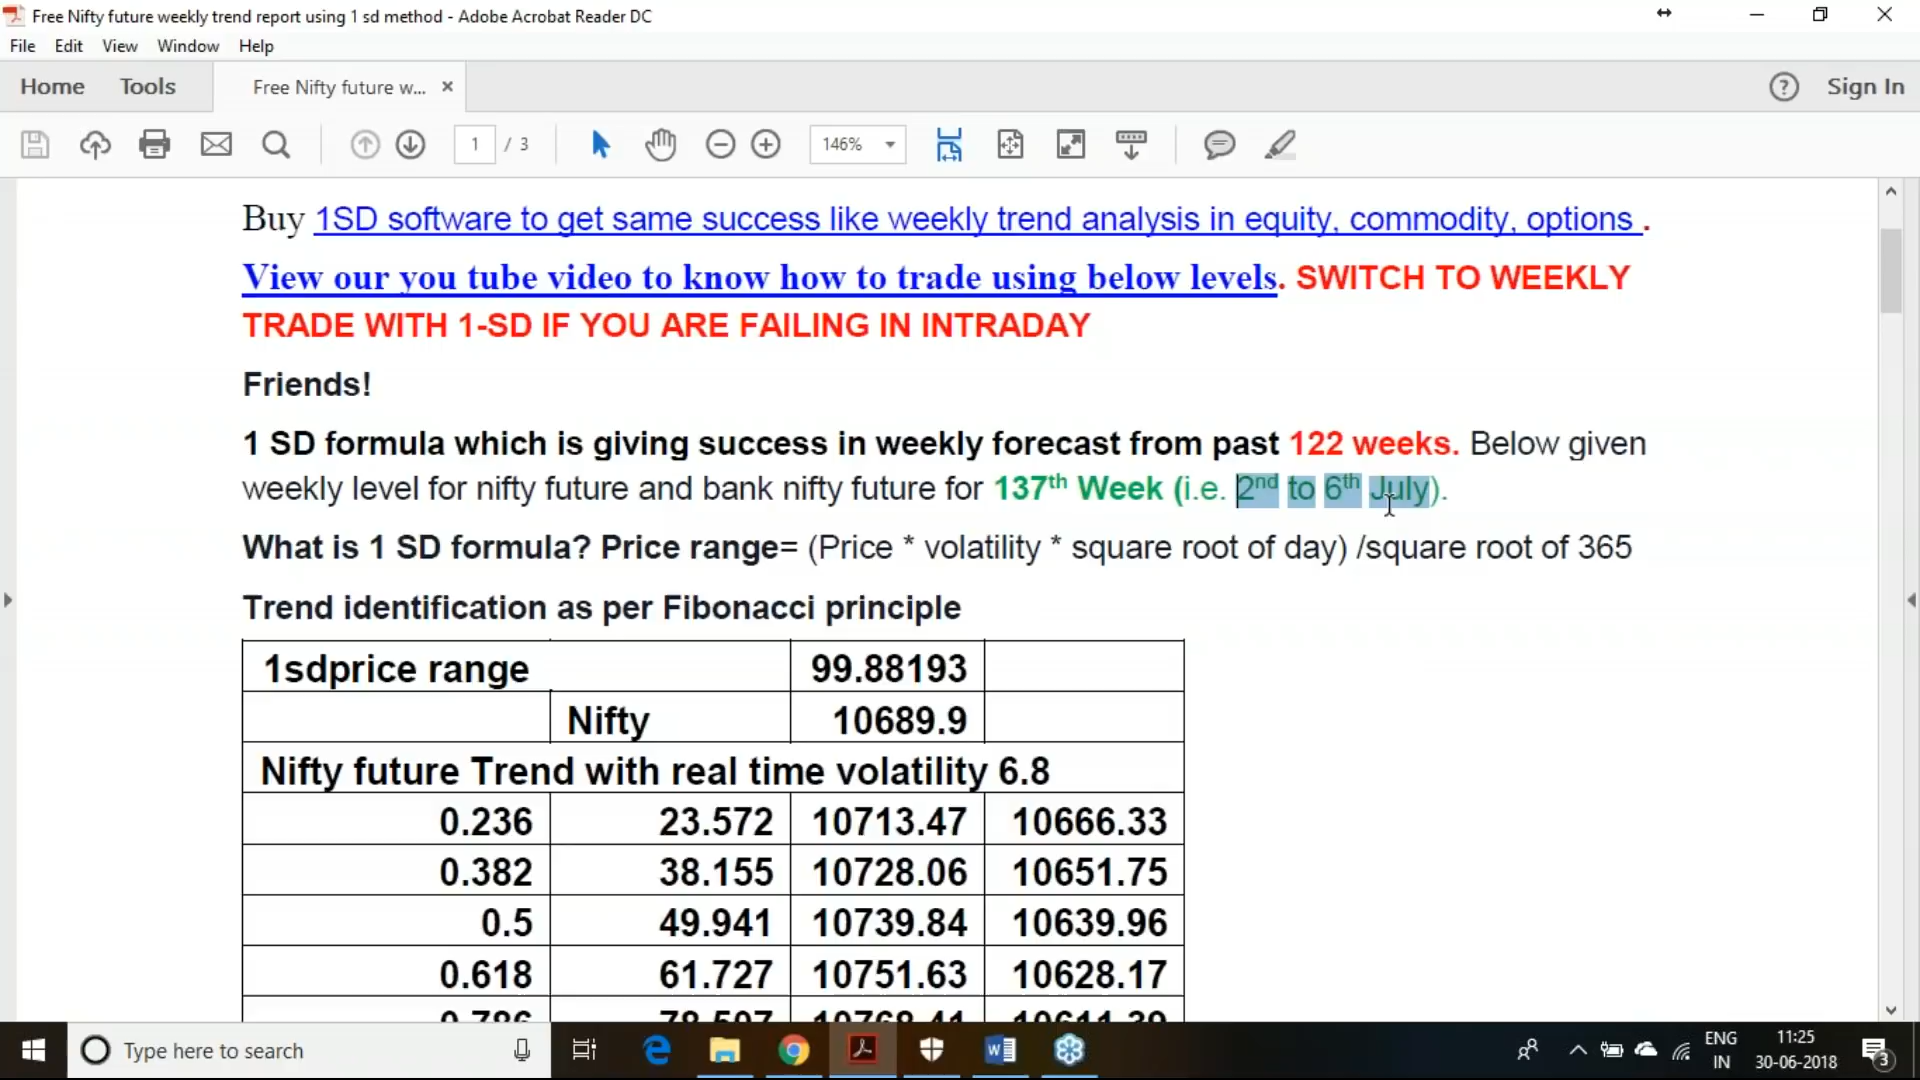 Free Nifty future weekly trend report using 1 sd method - Adobe Acrobat Reader DC
File Edit View Window Help
Home Tools Free Nifty future w... × ? Sign In
1 / 3 146%
Buy 1SD software to get same success like weekly trend analysis in equity, commodity, options .
View our you tube video to know how to trade using below levels. SWITCH TO WEEKLY
TRADE WITH 1-SD IF YOU ARE FAILING IN INTRADAY
Friends!
1 SD formula which is giving success in weekly forecast from past 122 weeks. Below given
weekly level for nifty future and bank nifty future for 137th Week (i.e. 2nd to 6th July).
What is 1 SD formula? Price range= (Price * volatility * square root of day) /square root of 365
Trend identification as per Fibonacci principle
1sdprice range 99.88193
Nifty 10689.9
Nifty future Trend with real time volatility 6.8
0.236 23.572 10713.47 10666.33
0.382 38.155 10728.06 10651.75
0.5 49.941 10739.84 10639.96
0.618 61.727 10751.63 10628.17
0.786 78.507 10768.41 10611.39
Type here to search
ENG 11:25
IN 30-06-2018 3